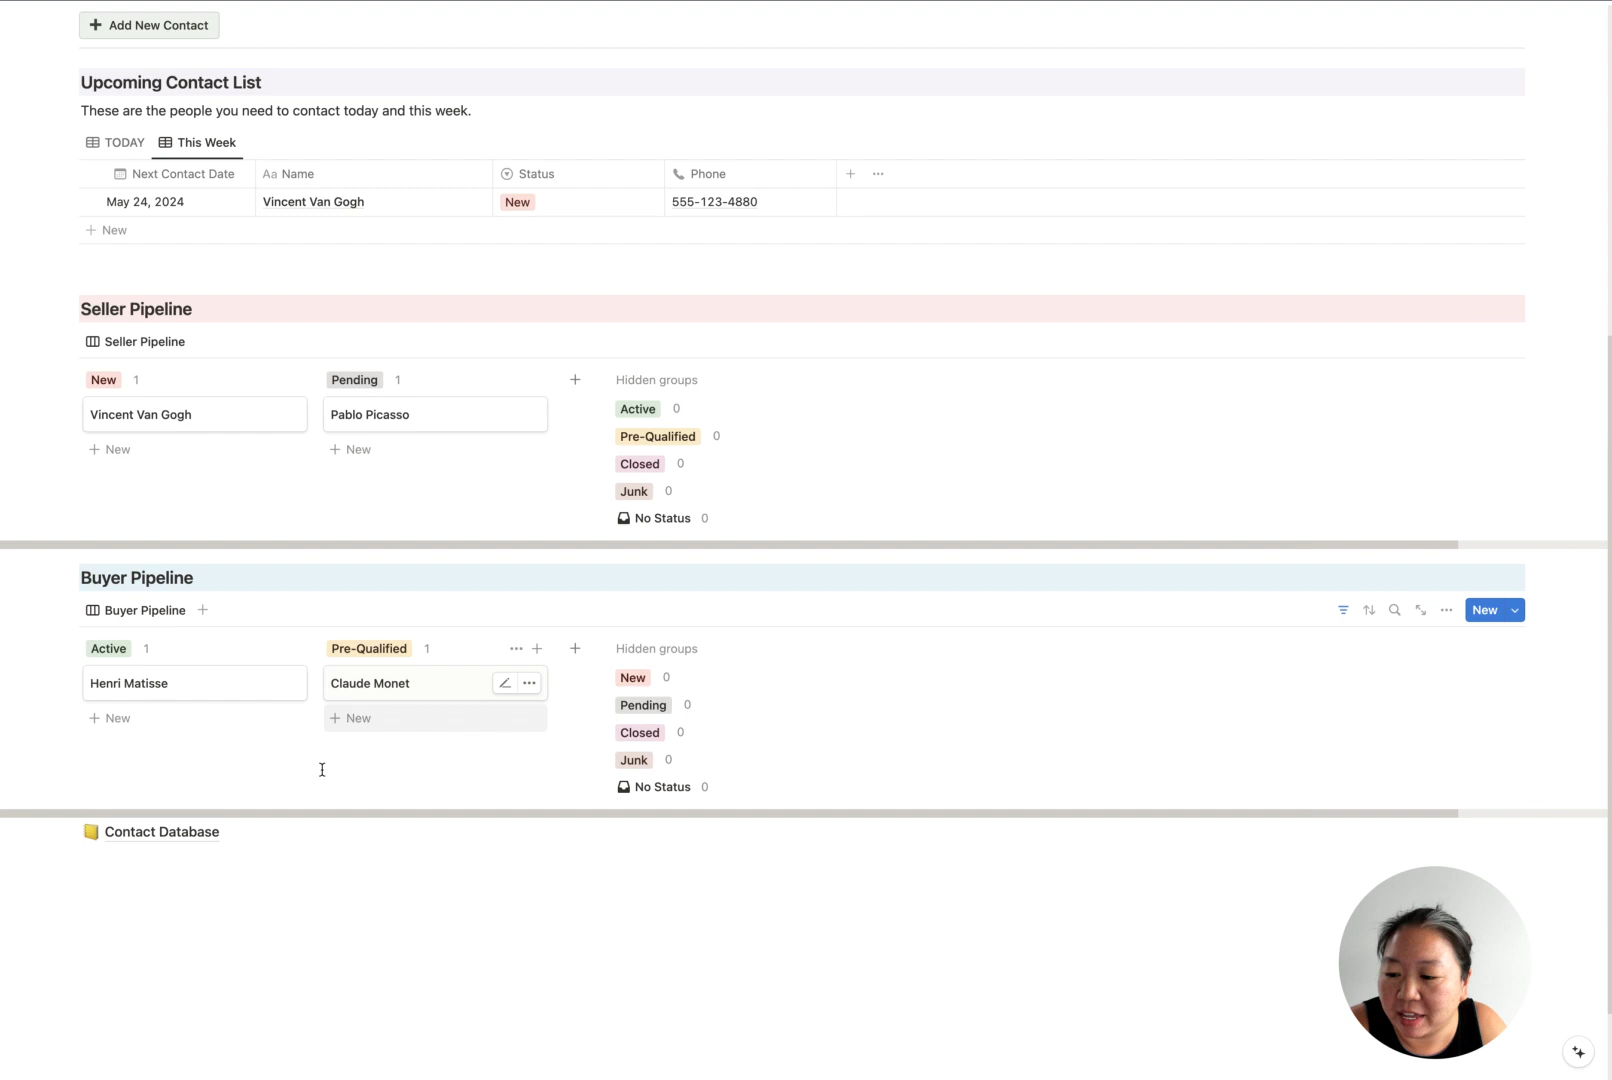 + Add New Contact
Upcoming Contact List
These are the people you need to contact today and this week.
TODAY This Week
Next Contact Date Aa Name Status Phone + ...
May 24, 2024 Vincent Van Gogh New 555-123-4880
+ New
Seller Pipeline
Seller Pipeline
New 1 Pending 1 + Hidden groups
Vincent Van Gogh Pablo Picasso Active 0
+ New + New Pre-Qualified 0
Closed 0
Junk 0
No Status 0
Buyer Pipeline
Buyer Pipeline + ... New
Active 1 Pre-Qualified 1 ... + + Hidden groups
Henri Matisse Claude Monet ... New 0
+ New + New Pending 0
Closed 0
Junk 0
No Status 0
Contact Database